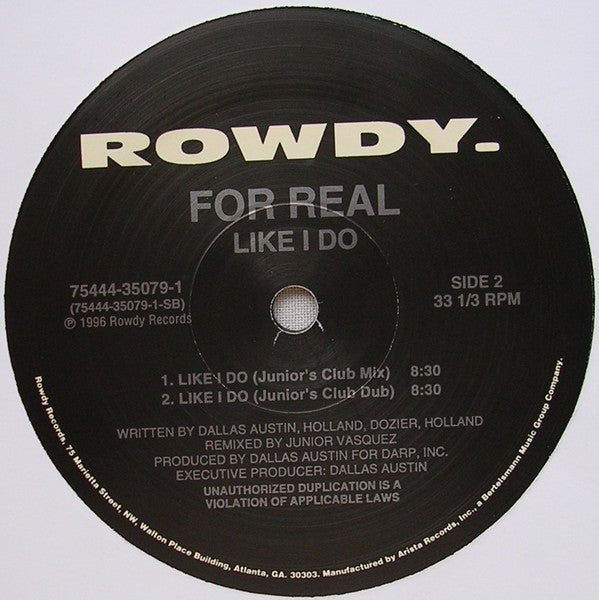 ROWDY.
FOR REAL
LIKE I DO
75444-35079-1
(75444-35079-1-SB)
℗ 1996 Rowdy Records
SIDE 2
33 1/3 RPM
1. LIKE I DO (Junior's Club Mix) 8:30
2. LIKE I DO (Junior's Club Dub) 8:30
WRITTEN BY DALLAS AUSTIN, HOLLAND, DOZIER, HOLLAND
REMIXED BY JUNIOR VASQUEZ
PRODUCED BY DALLAS AUSTIN FOR DARP, INC.
EXECUTIVE PRODUCER: DALLAS AUSTIN
UNAUTHORIZED DUPLICATION IS A
VIOLATION OF APPLICABLE LAWS
Rowdy Records, 75 Marietta Street, NW, Walton Place Building, Atlanta, GA. 30303. Manufactured by Arista Records, Inc., a Bertelsmann Music Group Company.